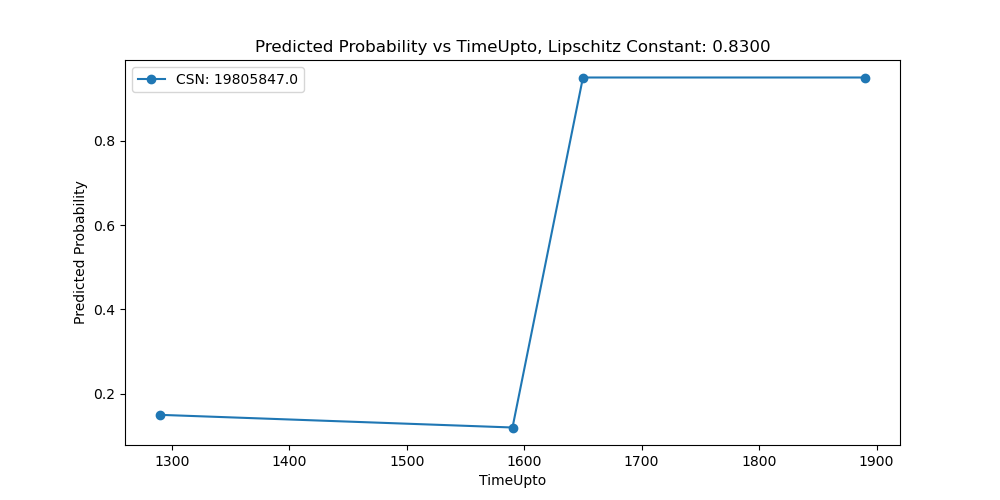 Predicted Probability vs TimeUpto, Lipschitz Constant: 0.8300
CSN: 19805847.0
Predicted Probability
0.8
0.6
0.4
0.2
1300 1400 1500 1600 1700 1800 1900
TimeUpto